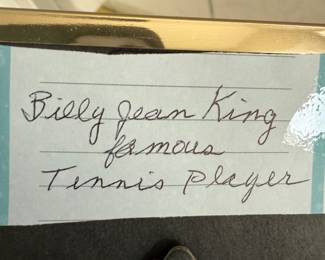 Billy Jean King
famous
Tennis Player